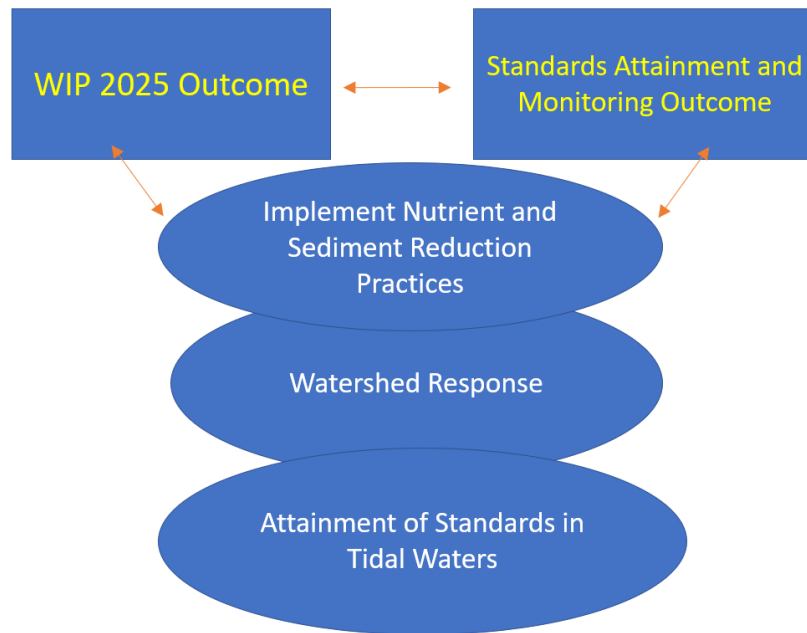 WIP 2025 Outcome
Standards Attainment and
Monitoring Outcome
Implement Nutrient and
Sediment Reduction
Practices
Watershed Response
Attainment of Standards in
Tidal Waters